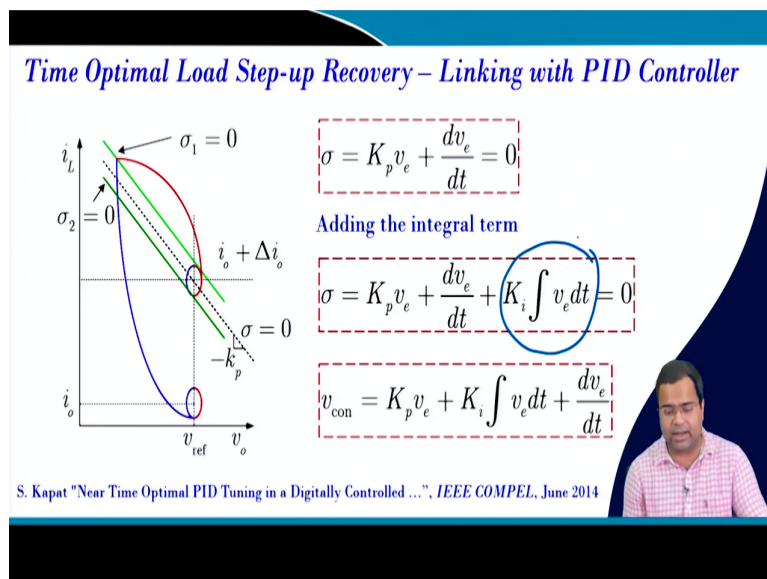 Time Optimal Load Step-up Recovery – Linking with PID Controller
i_L
σ₁ = 0
σ₂ = 0
i_o + Δi_o
σ = 0
−k_p
i_o
v_ref
v_o
σ = K_p v_e + dv_e/dt = 0
Adding the integral term
σ = K_p v_e + dv_e/dt + K_i ∫ v_e dt = 0
v_con = K_p v_e + K_i ∫ v_e dt + dv_e/dt
S. Kapat "Near Time Optimal PID Tuning in a Digitally Controlled ...", IEEE COMPEL, June 2014